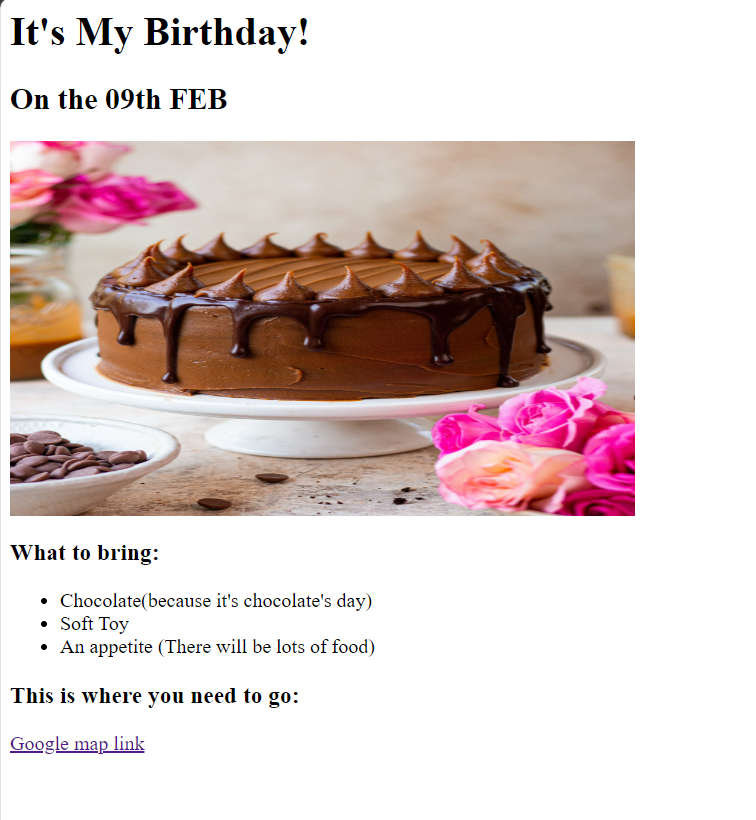 It's My Birthday!
On the 09th FEB
What to bring:
Chocolate(because it's chocolate's day)
Soft Toy
An appetite (There will be lots of food)
This is where you need to go:
Google map link